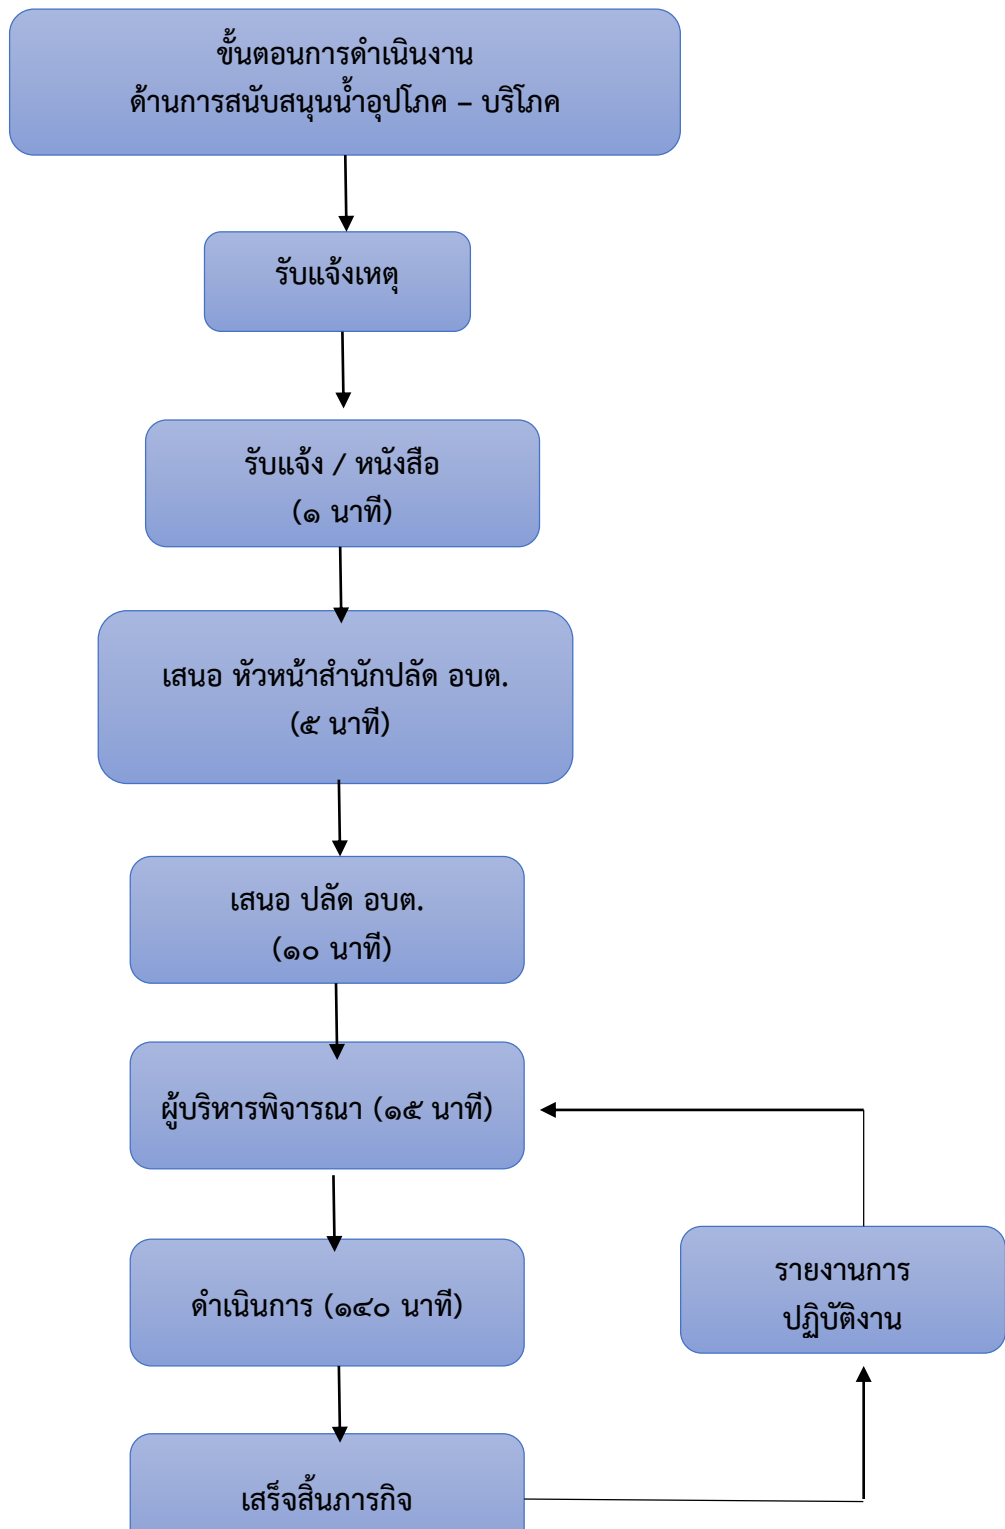 ขั้นตอนการดำเนินงาน
ด้านการสนับสนุนน้ำอุปโภค – บริโภค
รับแจ้งเหตุ
รับแจ้ง / หนังสือ
(๑ นาที)
เสนอ หัวหน้าสำนักปลัด อบต.
(๕ นาที)
เสนอ ปลัด อบต.
(๑๐ นาที)
ผู้บริหารพิจารณา (๑๕ นาที)
ดำเนินการ (๑๔๐ นาที)
รายงานการ
ปฏิบัติงาน
เสร็จสิ้นภารกิจ